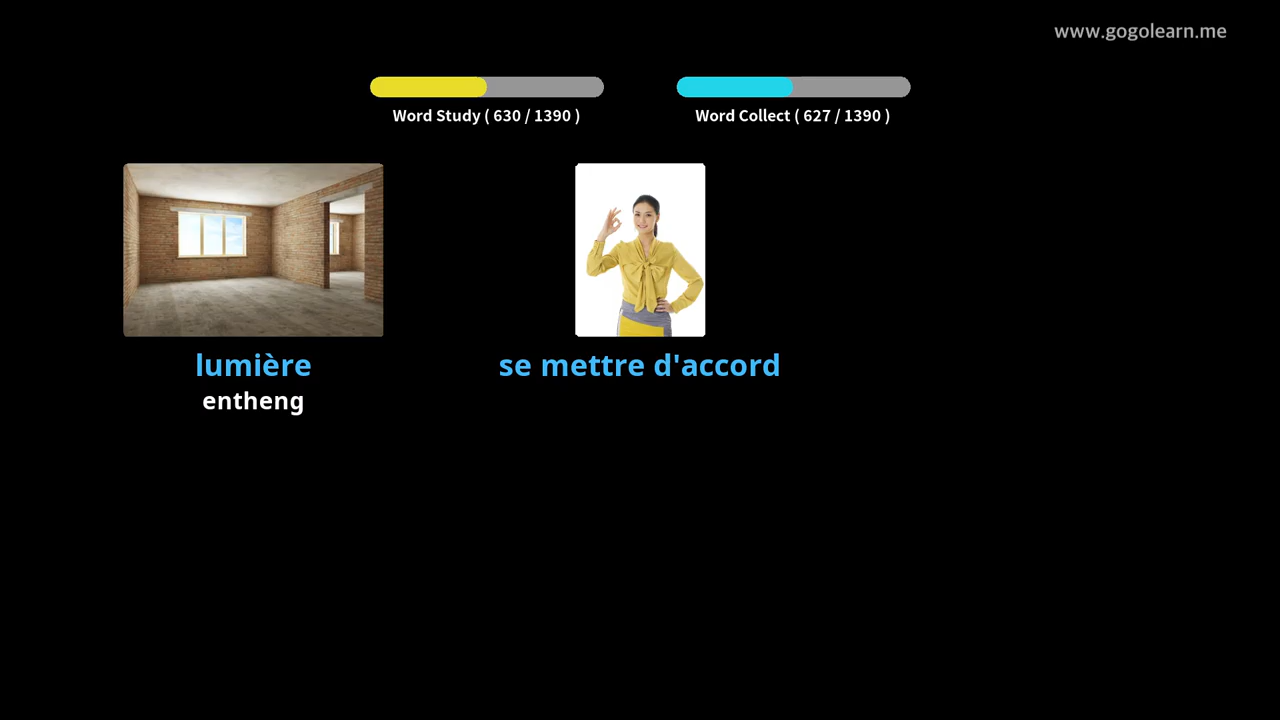 www.gogolearn.me
Word Study ( 630 / 1390 )
Word Collect ( 627 / 1390 )
lumière
entheng
se mettre d'accord